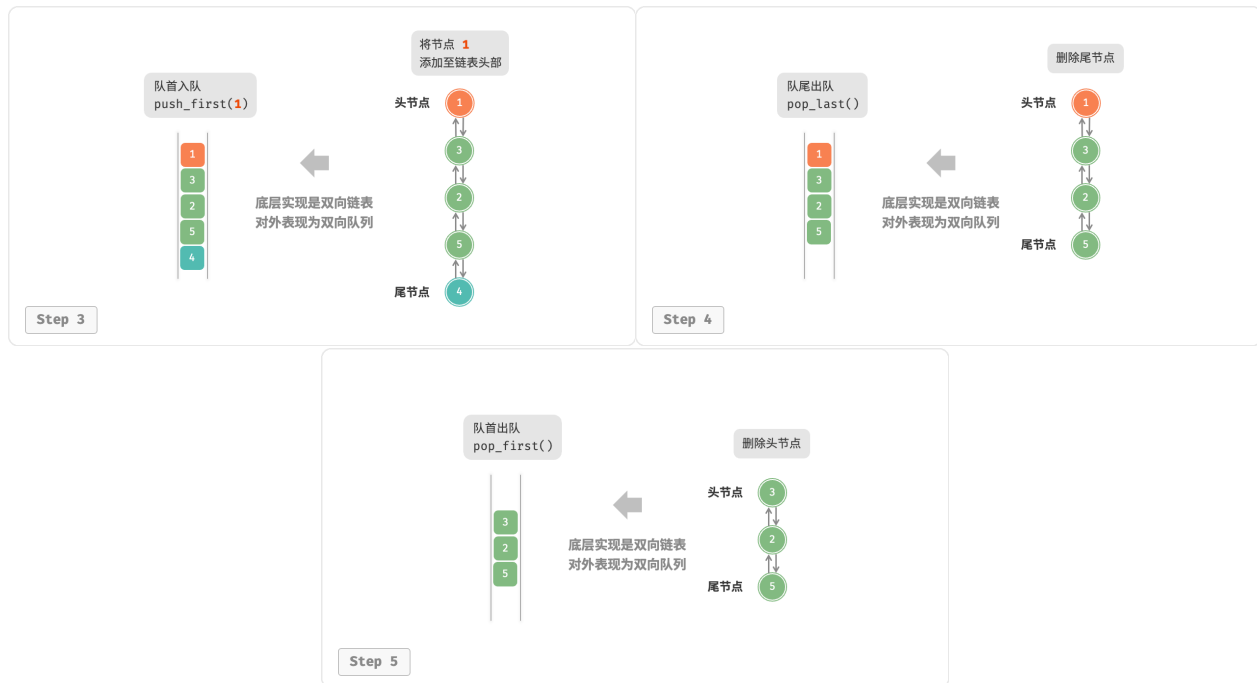 将节点 1
添加至链表头部
队首入队
push_first(1)
头节点
1
3
2
5
4
1
3
2
5
4
底层实现是双向链表
对外表现为双向队列
尾节点
Step 3
删除尾节点
队尾出队
pop_last()
头节点
1
3
2
5
1
3
2
5
底层实现是双向链表
对外表现为双向队列
尾节点
Step 4
队首出队
pop_first()
删除头节点
头节点
3
2
5
3
2
5
底层实现是双向链表
对外表现为双向队列
尾节点
Step 5